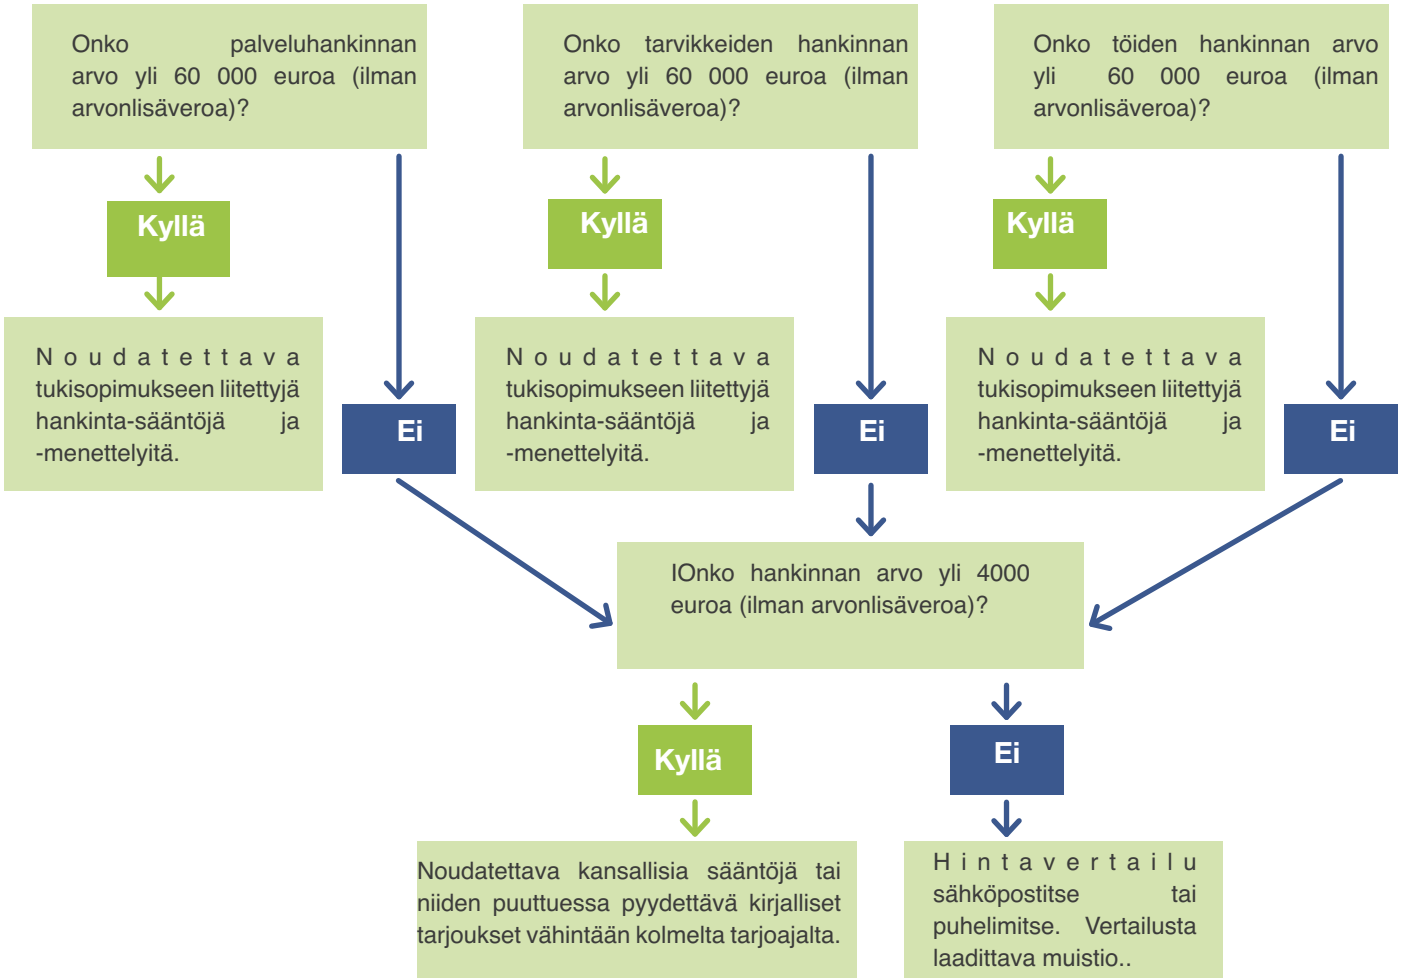 Onko palveluhankinnan
arvo yli 60 000 euroa (ilman
arvonlisäveroa)?
Onko tarvikkeiden hankinnan
arvo yli 60 000 euroa (ilman
arvonlisäveroa)?
Onko töiden hankinnan arvo
yli 60 000 euroa (ilman
arvonlisäveroa)?
Kyllä
Kyllä
Kyllä
Noudatettava
tukisopimukseen liitettyjä
hankinta-sääntöjä ja
-menettelyitä.
Ei
Noudatettava
tukisopimukseen liitettyjä
hankinta-sääntöjä ja
-menettelyitä.
Ei
Noudatettava
tukisopimukseen liitettyjä
hankinta-sääntöjä ja
-menettelyitä.
Ei
IOnko hankinnan arvo yli 4000
euroa (ilman arvonlisäveroa)?
Kyllä
Ei
Noudatettava kansallisia sääntöjä tai
niiden puuttuessa pyydettävä kirjalliset
tarjoukset vähintään kolmelta tarjoajalta.
Hintavertailu
sähköpostitse tai
puhelimitse. Vertailusta
laadittava muistio..